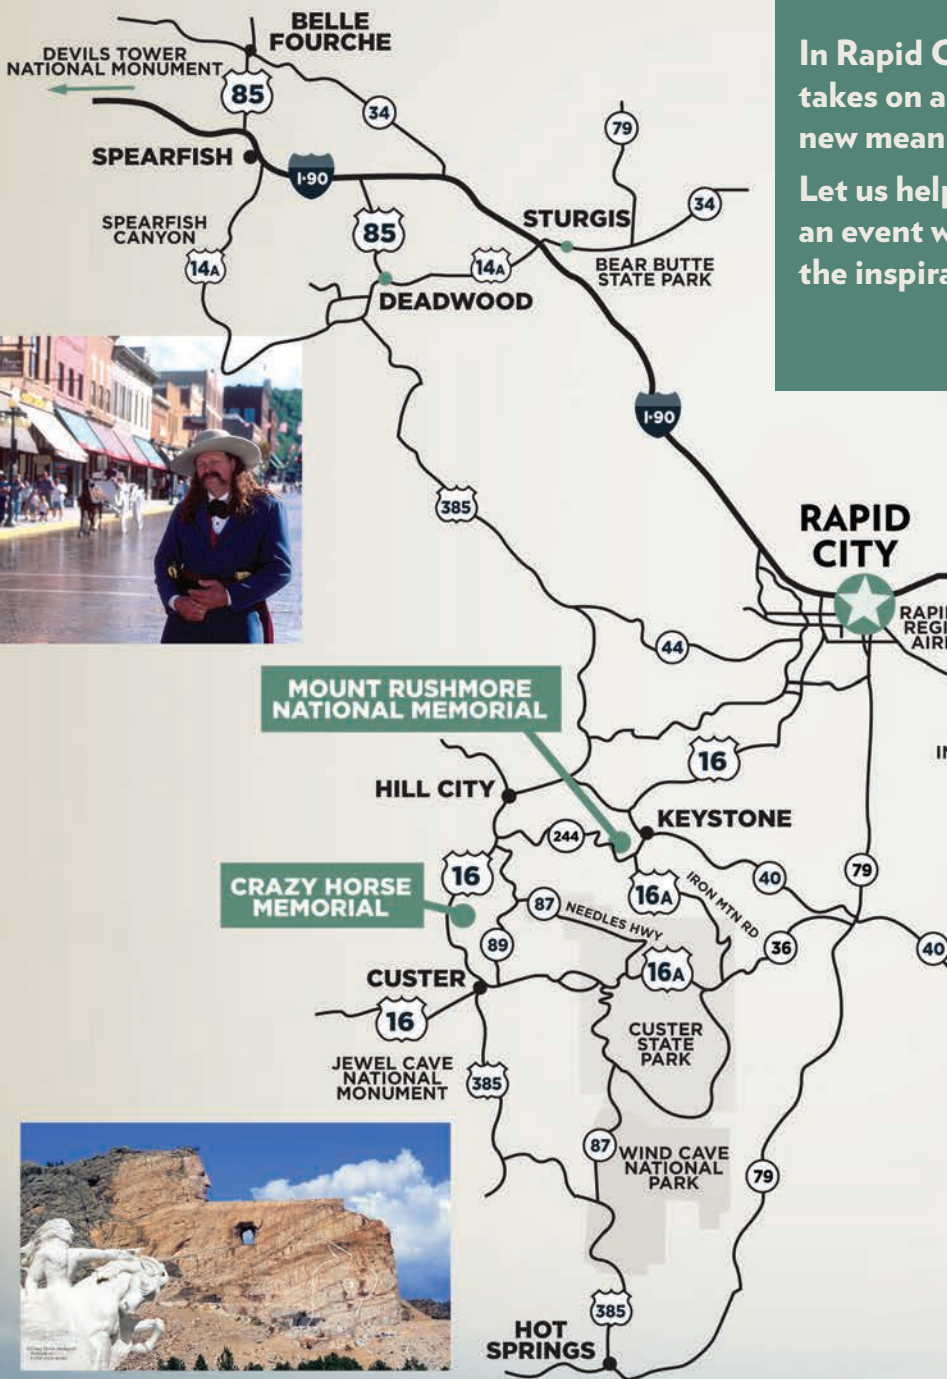 BELLE
FOURCHE
DEVILS TOWER
NATIONAL MONUMENT
85
34
79
SPEARFISH
I-90
SPEARFISH
CANYON
14A
85
STURGIS
34
14A
BEAR BUTTE
STATE PARK
DEADWOOD
In Rapid C
takes on a
new mean
Let us help
an event w
the inspira
I-90
385
RAPID
CITY
RAPI
REGI
AIR
44
MOUNT RUSHMORE
NATIONAL MEMORIAL
16
HILL CITY
KEYSTONE
244
CRAZY HORSE
MEMORIAL
16
16A
IRON MTN RD
40
79
87
NEEDLES HWY
89
36
40
16A
CUSTER
16
CUSTER
STATE
PARK
JEWEL CAVE
NATIONAL
MONUMENT
385
87
WIND CAVE
NATIONAL
PARK
79
385
HOT
SPRINGS